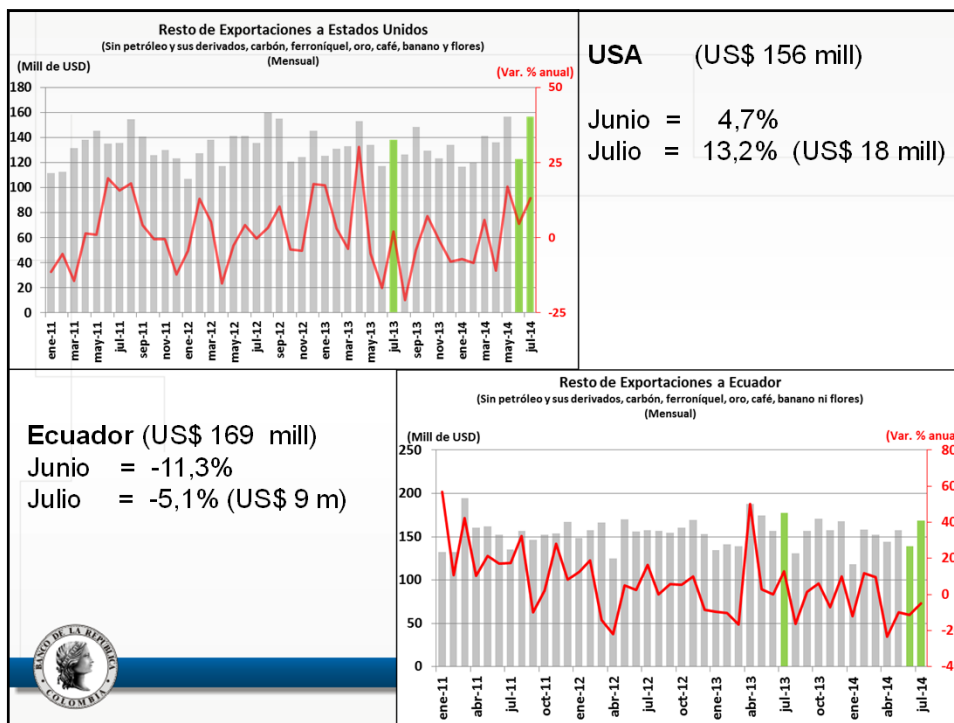 Resto de Exportaciones a Estados Unidos
(Sin petróleo y sus derivados, carbón, ferroníquel, oro, café, banano y flores)
(Mensual)
(Mill de USD)
(Var. % anual)
180
160
140
120
100
80
60
40
20
0
50
25
0
-25
ene-11
mar-11
may-11
jul-11
sep-11
nov-11
ene-12
mar-12
may-12
jul-12
sep-12
nov-12
ene-13
mar-13
may-13
jul-13
sep-13
nov-13
ene-14
mar-14
may-14
jul-14
USA (US$ 156 mill)
Junio = 4,7%
Julio = 13,2% (US$ 18 mill)
Ecuador (US$ 169 mill)
Junio = -11,3%
Julio = -5,1% (US$ 9 m)
Resto de Exportaciones a Ecuador
(Sin petróleo y sus derivados, carbón, ferroníquel, oro, café, banano ni flores)
(Mensual)
(Mill de USD)
(Var. % anual
250
200
150
100
50
0
80
60
40
20
0
-2
-4
ene-11
abr-11
jul-11
oct-11
ene-12
abr-12
jul-12
oct-12
ene-13
abr-13
jul-13
oct-13
ene-14
abr-14
jul-14
BANCO DE LA REPÚBLICA
COLOMBIA